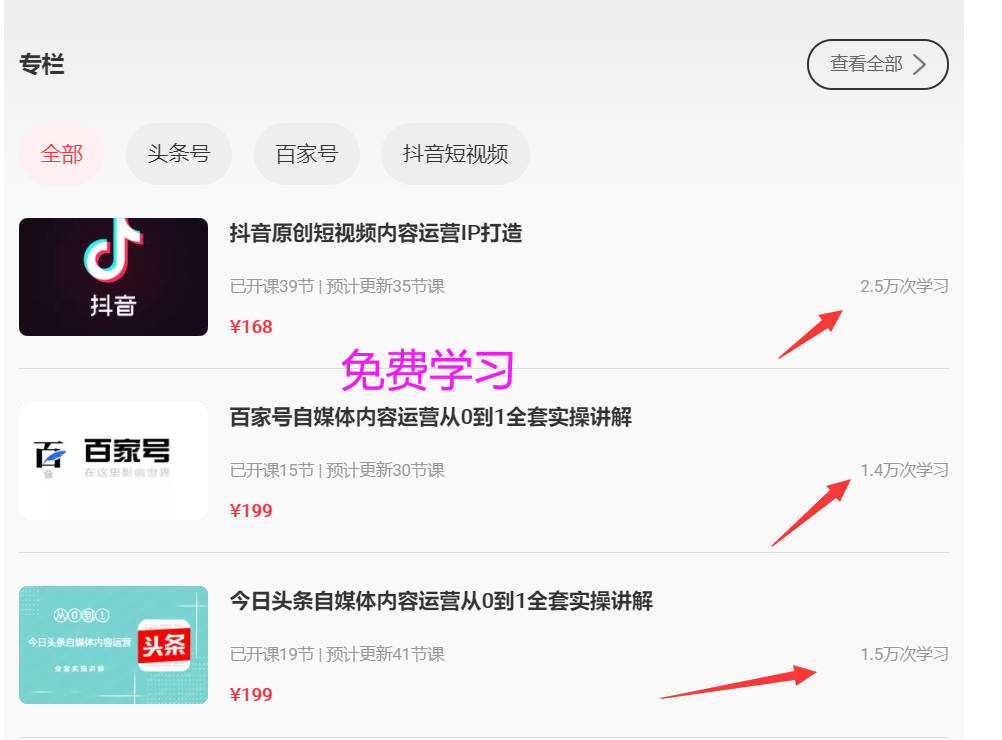 专栏
查看全部
全部
头条号
百家号
抖音短视频
抖音
抖音原创短视频内容运营IP打造
已开课39节 | 预计更新35节课
2.5万次学习
¥168
免费学习
百家号
在这里影响世界
百家号自媒体内容运营从0到1全套实操讲解
已开课15节 | 预计更新30节课
1.4万次学习
¥199
从0到1
今日头条自媒体内容运营
全套实操讲解
头条
今日头条自媒体内容运营从0到1全套实操讲解
已开课19节 | 预计更新41节课
1.5万次学习
¥199